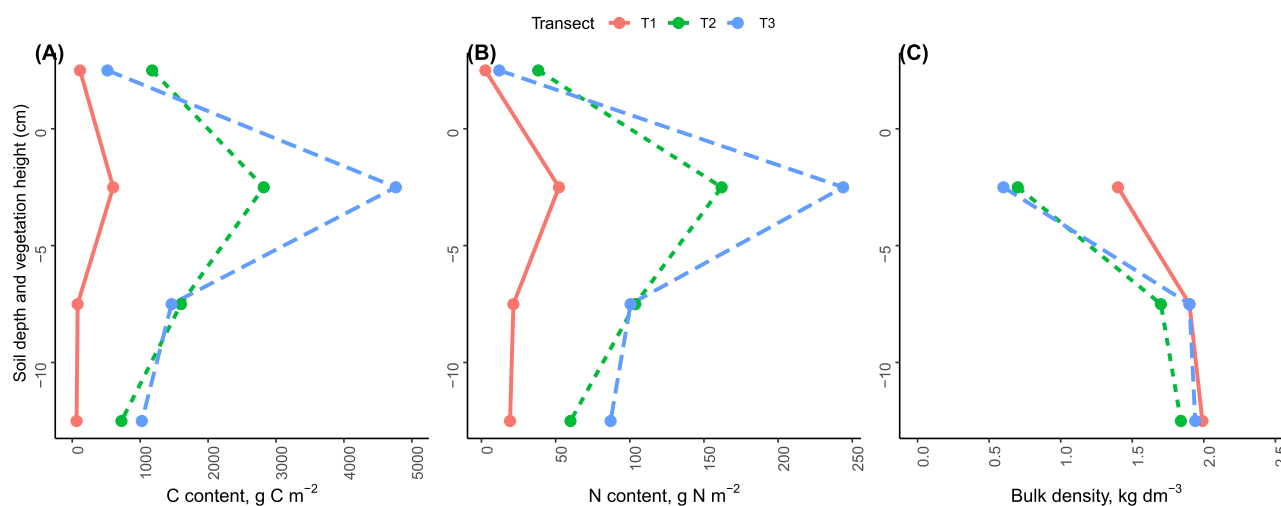 Transect T1 T2 T3
(A) (B) (C)
Soil depth and vegetation height (cm)
0 −5 −10
0 −5 −10
0 −5 −10
0 1000 2000 3000 4000 5000
0 50 100 150 200 250
0.0 0.5 1.0 1.5 2.0 2.5
C content, g C m⁻²
N content, g N m⁻²
Bulk density, kg dm⁻³